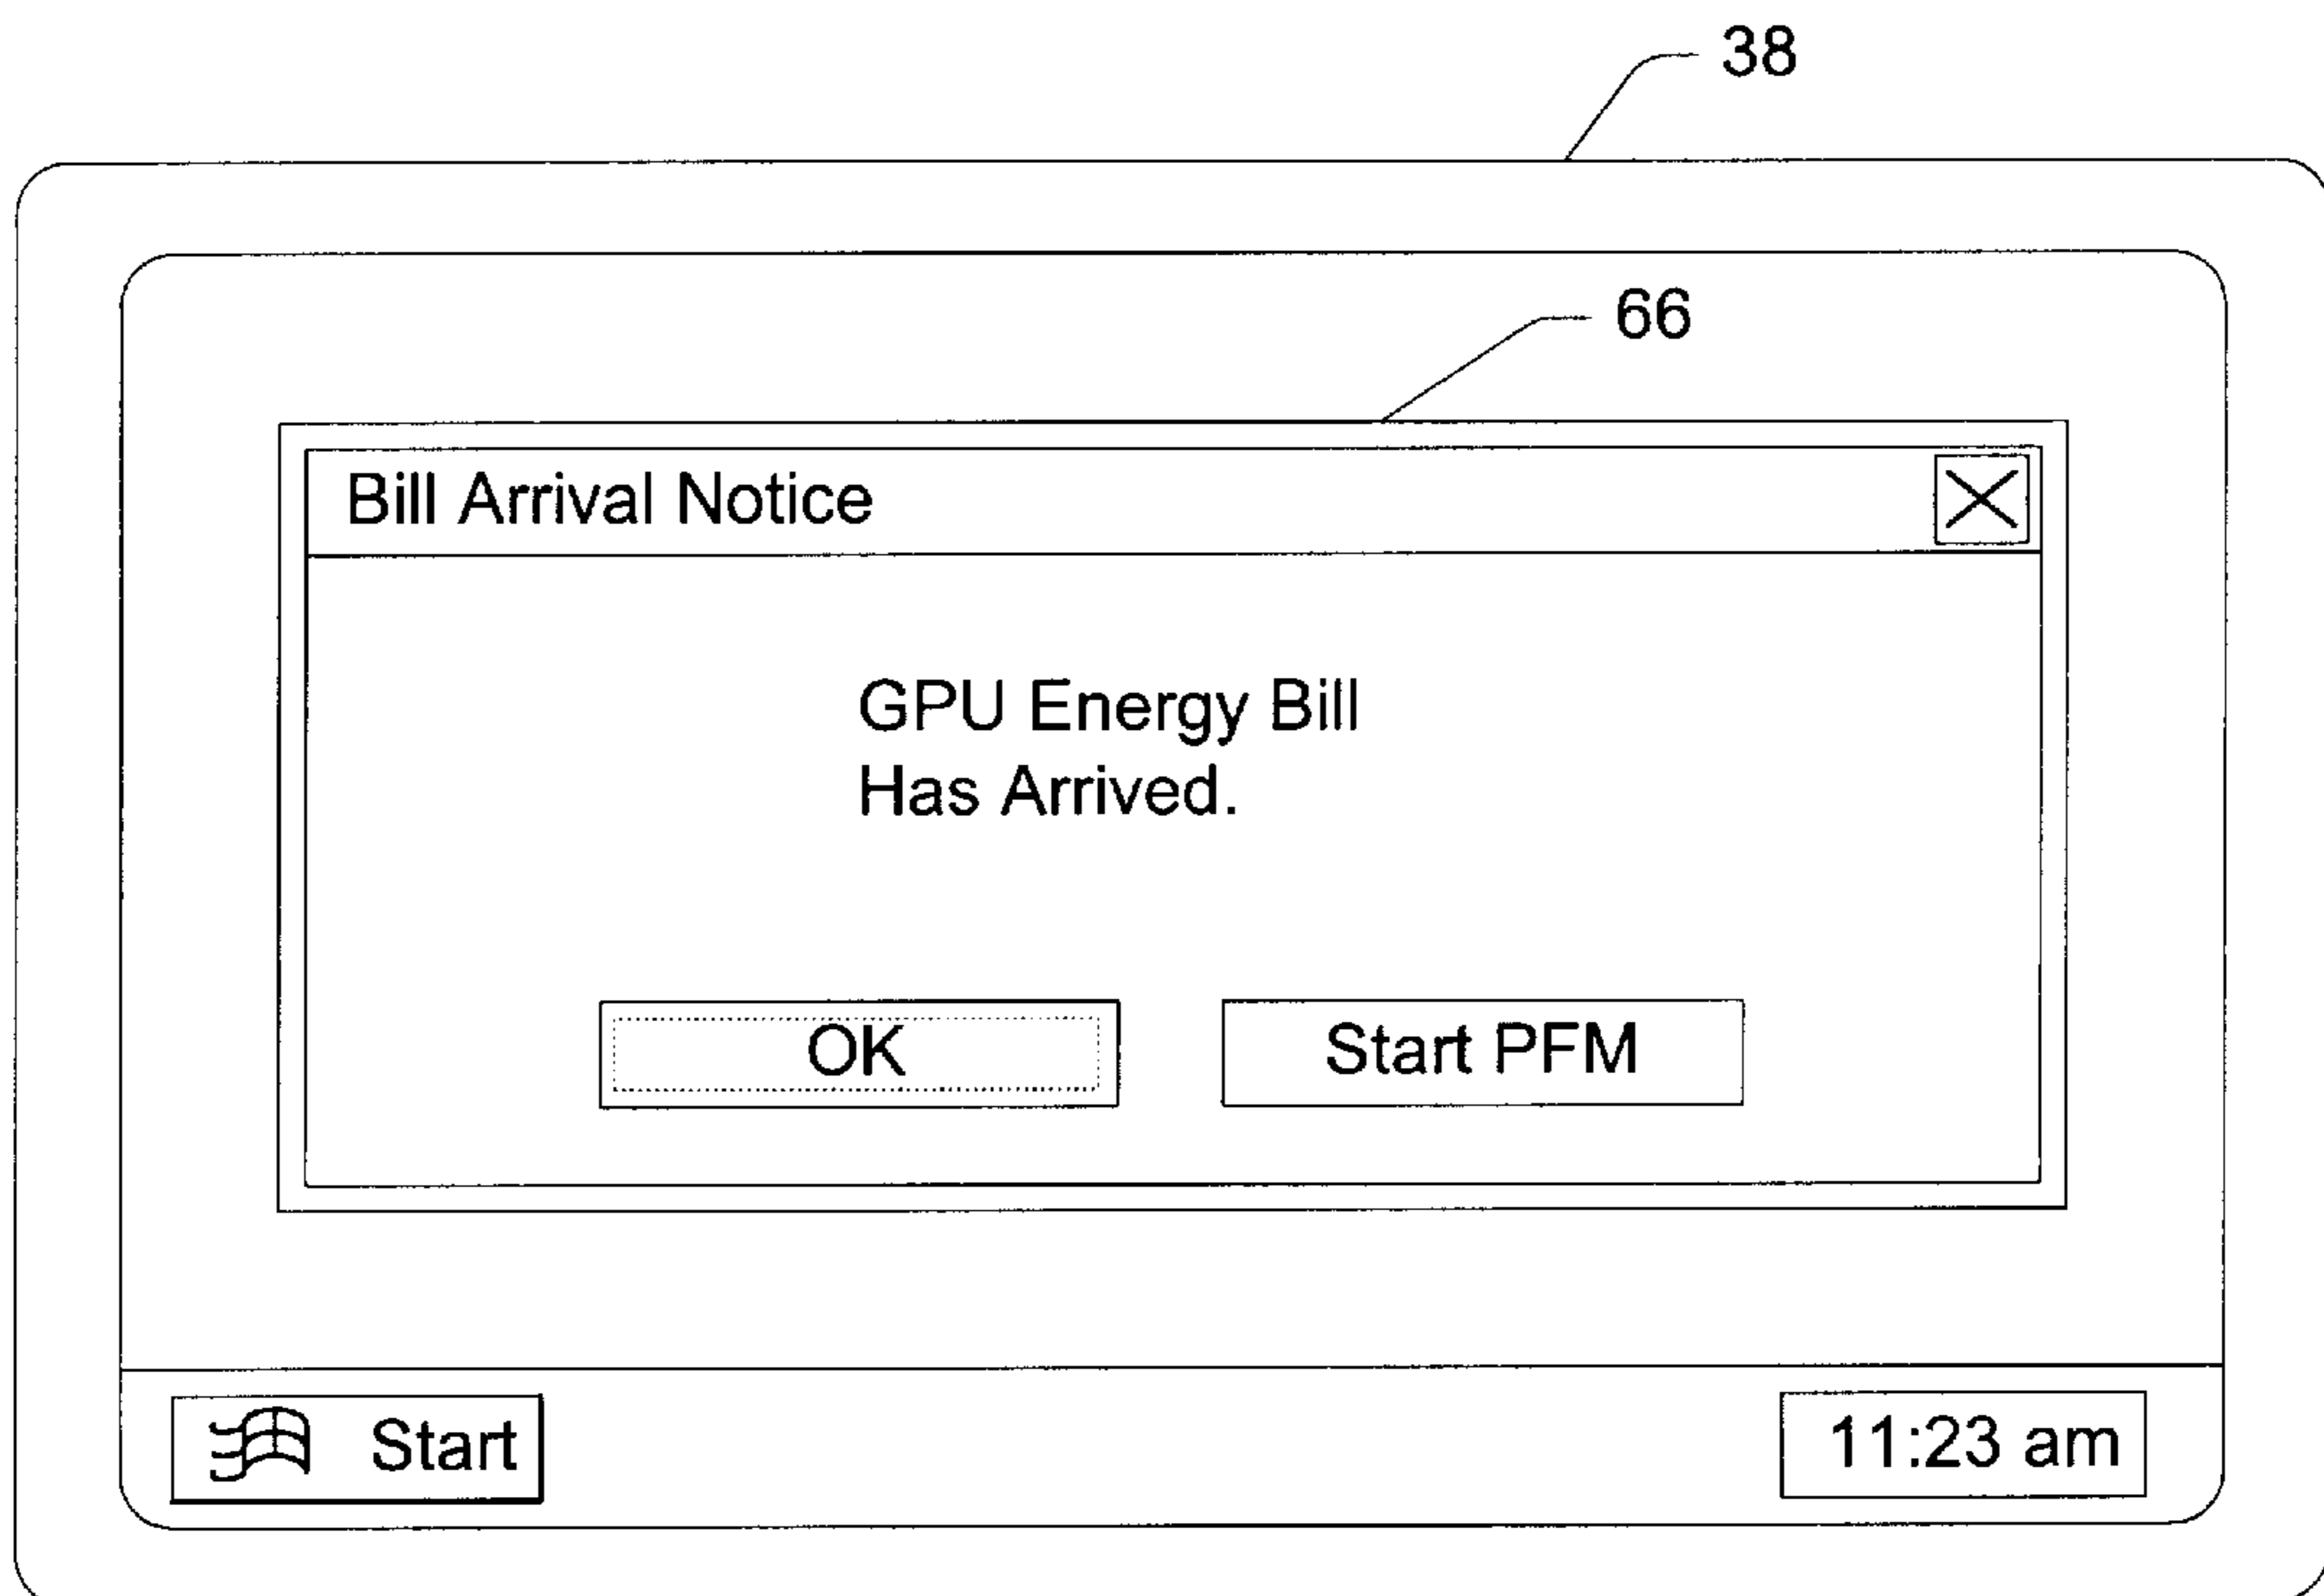 38
66
Bill Arrival Notice
GPU Energy Bill
Has Arrived.
OK
Start PFM
Start
11:23 am